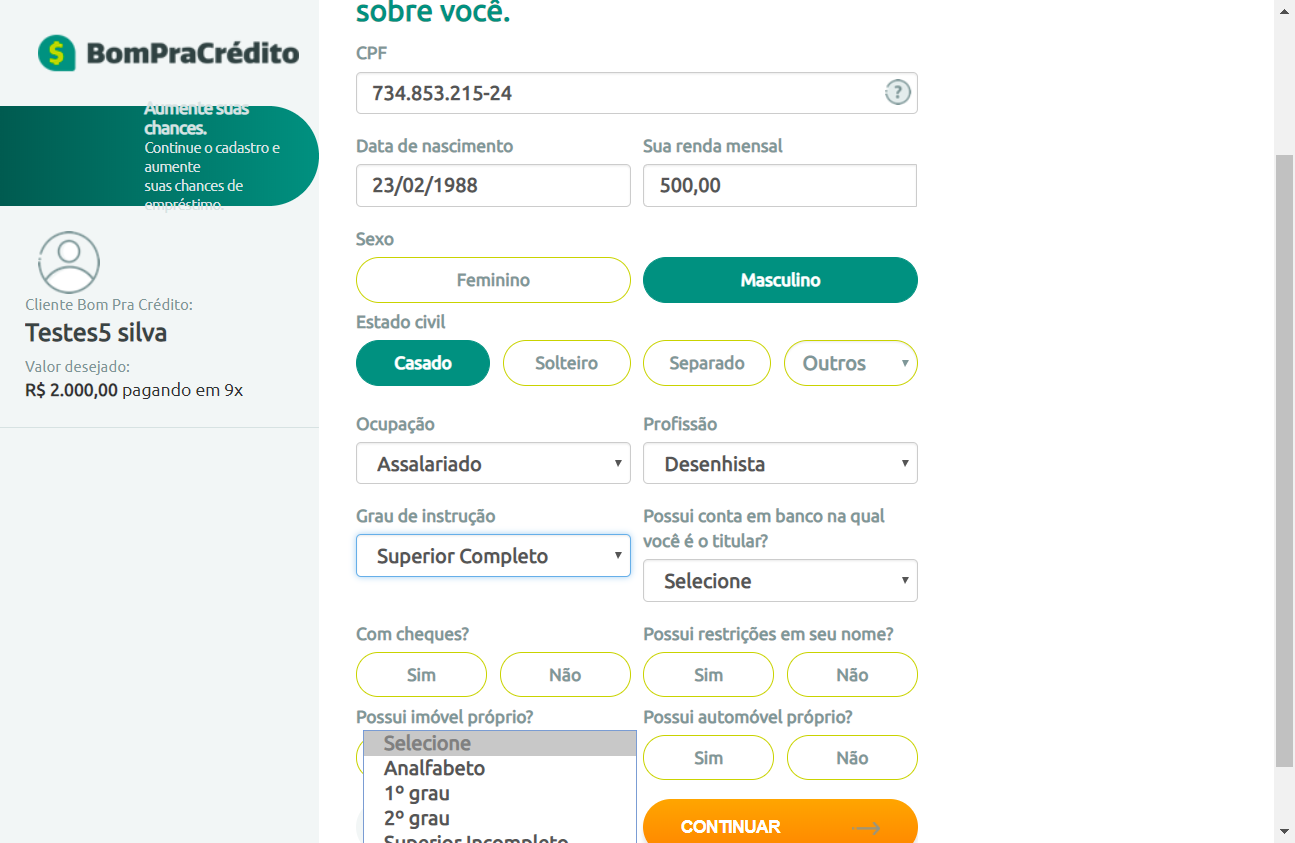 sobre você.
BomPraCrédito
Aumente suas
chances.
Continue o cadastro e
aumente
suas chances de
empréstimo.
Cliente Bom Pra Crédito:
Testes5 silva
Valor desejado:
R$ 2.000,00 pagando em 9x
CPF
734.853.215-24
?
Data de nascimento
Sua renda mensal
23/02/1988
500,00
Sexo
Feminino
Masculino
Estado civil
Casado
Solteiro
Separado
Outros
Ocupação
Profissão
Assalariado
Desenhista
Grau de instrução
Possui conta em banco na qual
você é o titular?
Superior Completo
Selecione
Com cheques?
Possui restrições em seu nome?
Sim
Não
Sim
Não
Possui imóvel próprio?
Possui automóvel próprio?
Selecione
Analfabeto
1º grau
2º grau
Superior Incompleto
Sim
Não
CONTINUAR